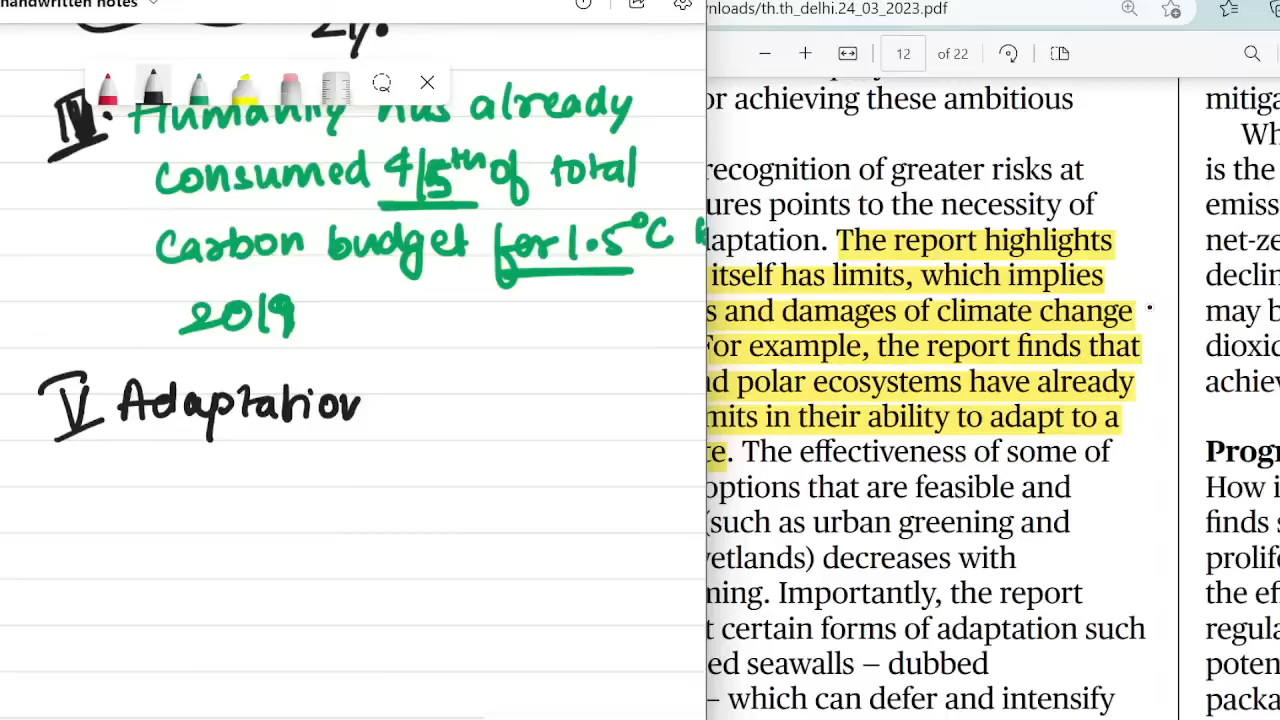 handwritten notes
24.
IV. Humanity has already
consumed 4/5th of total
Carbon budget for 1.5°C
2019
V Adaptation
wnloads/th.th_delhi.24_03_2023.pdf
12 of 22
or achieving these ambitious
recognition of greater risks at
ures points to the necessity of
laptation. The report highlights
itself has limits, which implies
s and damages of climate change
For example, the report finds that
nd polar ecosystems have already
mits in their ability to adapt to a
te. The effectiveness of some of
options that are feasible and
(such as urban greening and
vetlands) decreases with
ning. Importantly, the report
t certain forms of adaptation such
ed seawalls – dubbed
– which can defer and intensify
mitiga
Wh
is the
emiss
net-ze
declin
may b
dioxid
achiev
Progr
How i
finds s
prolife
the ef
regula
poten
packa